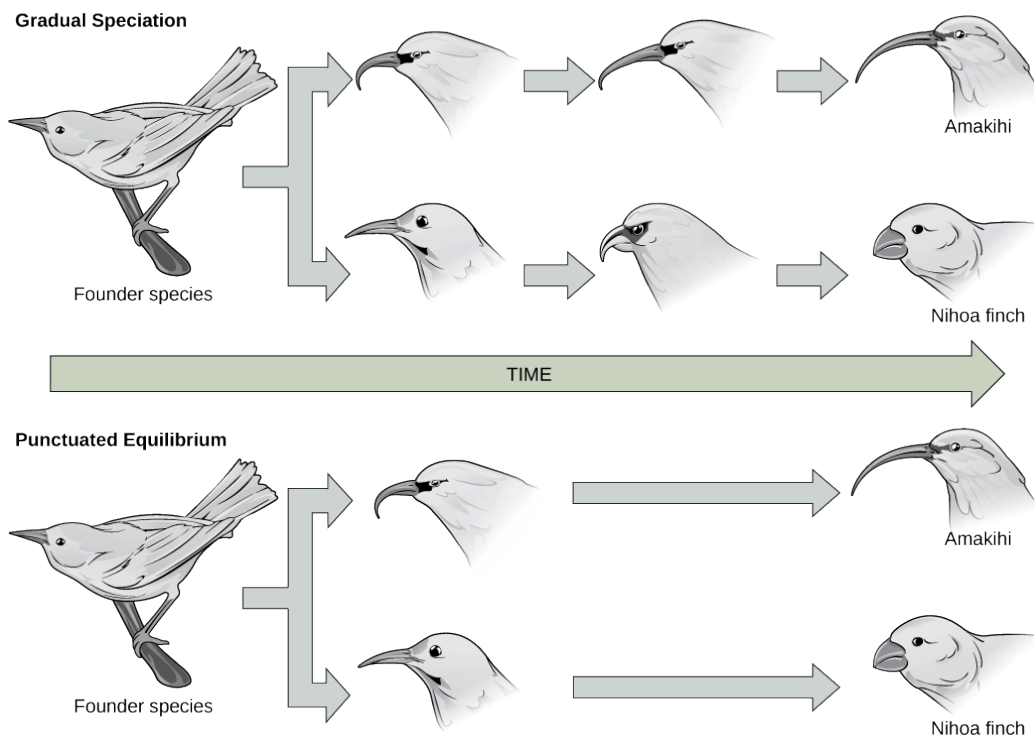 Gradual Speciation
Amakihi
Founder species
Nihoa finch
TIME
Punctuated Equilibrium
Amakihi
Founder species
Nihoa finch